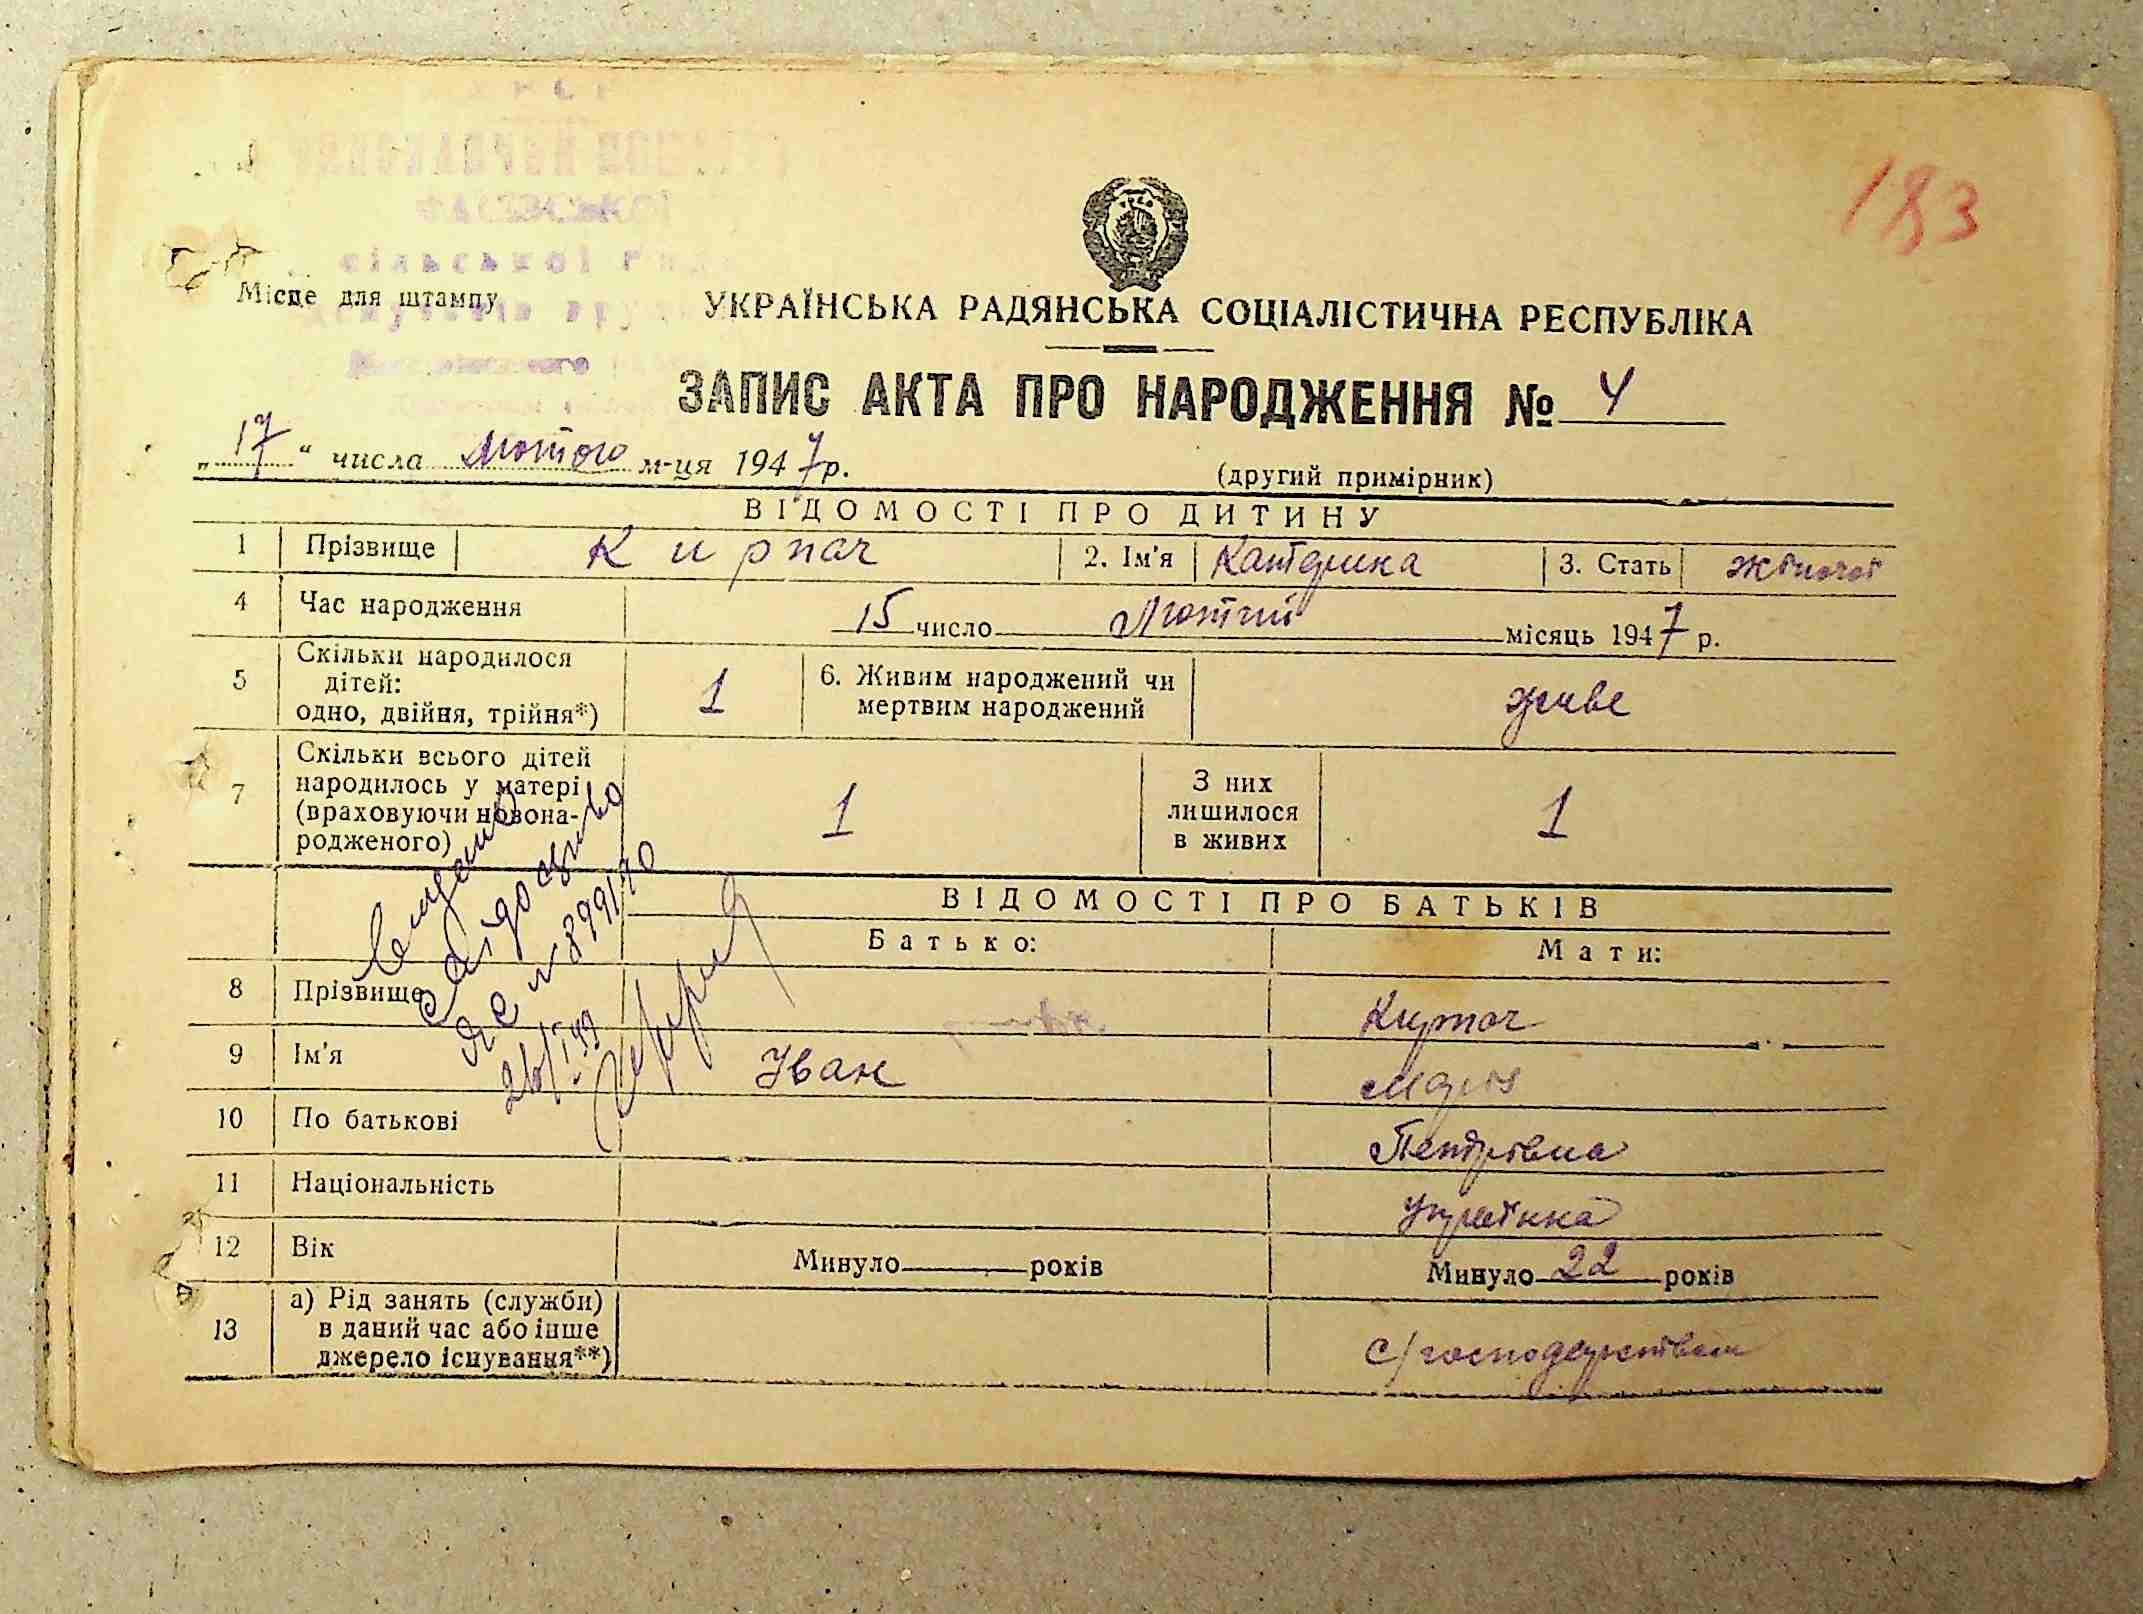 183
сільської
Місце для штампу
УКРАЇНСЬКА РАДЯНСЬКА СОЦІАЛІСТИЧНА РЕСПУБЛІКА
ЗАПИС АКТА ПРО НАРОДЖЕННЯ № 4
„17“ числа Лютого м-ця 1947 р.
(другий примірник)
ВІДОМОСТІ ПРО ДИТИНУ
1 Прізвище Кирпач 2. Ім'я Катерина 3. Стать жіночої
4 Час народження 15 число Лютий місяць 1947 р.
5 Скільки народилося дітей: одно, двійня, трійня*) 1 6. Живим народжений чи мертвим народжений живе
7 Скільки всього дітей народилось у матері (враховуючи новонародженого) 1 З них лишилося в живих 1
ВІДОМОСТІ ПРО БАТЬКІВ
Батько: Мати:
8 Прізвище Кирпач
9 Ім'я Іван Марія
10 По батькові Петрівна
11 Національність Українка
12 Вік Минуло років Минуло 22 років
13 а) Рід занять (служби) в даний час або інше джерело існування**) с/господарством